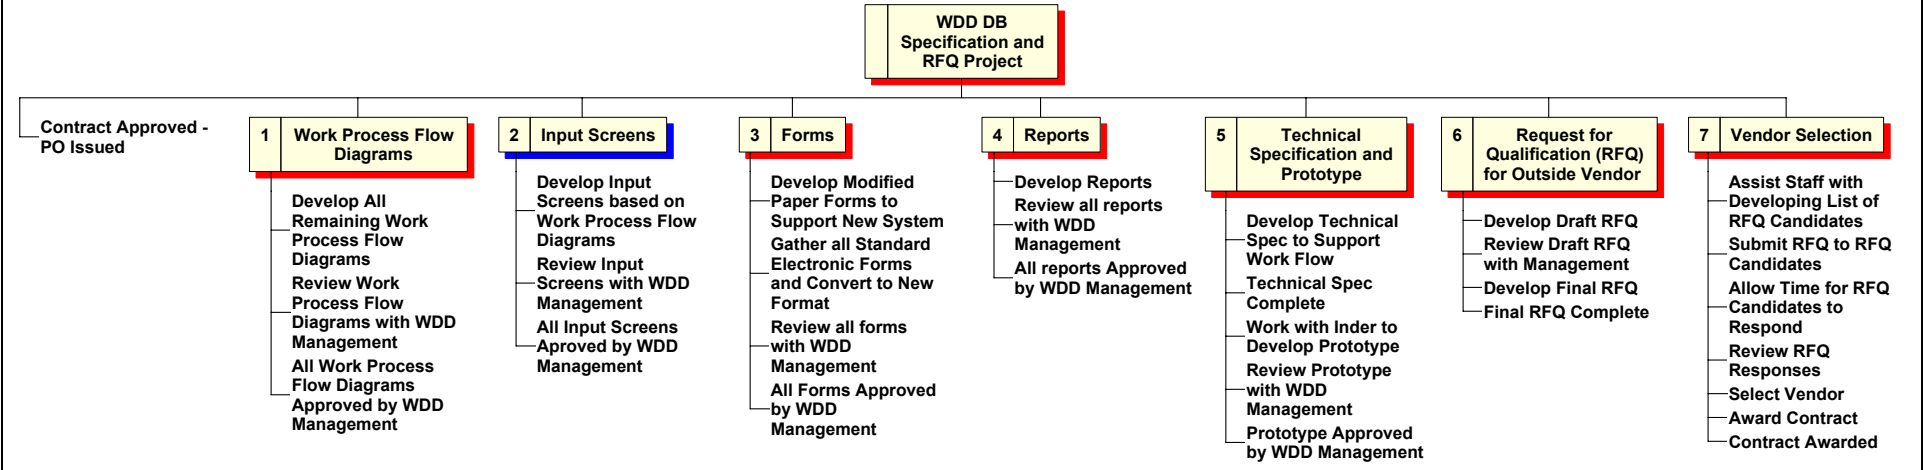 WDD DB
Specification and
RFQ Project
Contract Approved -
PO Issued
1
Work Process Flow
Diagrams
Develop All
Remaining Work
Process Flow
Diagrams
Review Work
Process Flow
Diagrams with WDD
Management
All Work Process
Flow Diagrams
Approved by WDD
Management
2
Input Screens
Develop Input
Screens based on
Work Process Flow
Diagrams
Review Input
Screens with WDD
Management
All Input Screens
Aproved by WDD
Management
3
Forms
Develop Modified
Paper Forms to
Support New System
Gather all Standard
Electronic Forms
and Convert to New
Format
Review all forms
with WDD
Management
All Forms Approved
by WDD
Management
4
Reports
Develop Reports
Review all reports
with WDD
Management
All reports Approved
by WDD Management
5
Technical
Specification and
Prototype
Develop Technical
Spec to Support
Work Flow
Technical Spec
Complete
Work with Inder to
Develop Prototype
Review Prototype
with WDD
Management
Prototype Approved
by WDD Management
6
Request for
Qualification (RFQ)
for Outside Vendor
Develop Draft RFQ
Review Draft RFQ
with Management
Develop Final RFQ
Final RFQ Complete
7
Vendor Selection
Assist Staff with
Developing List of
RFQ Candidates
Submit RFQ to RFQ
Candidates
Allow Time for RFQ
Candidates to
Respond
Review RFQ
Responses
Select Vendor
Award Contract
Contract Awarded